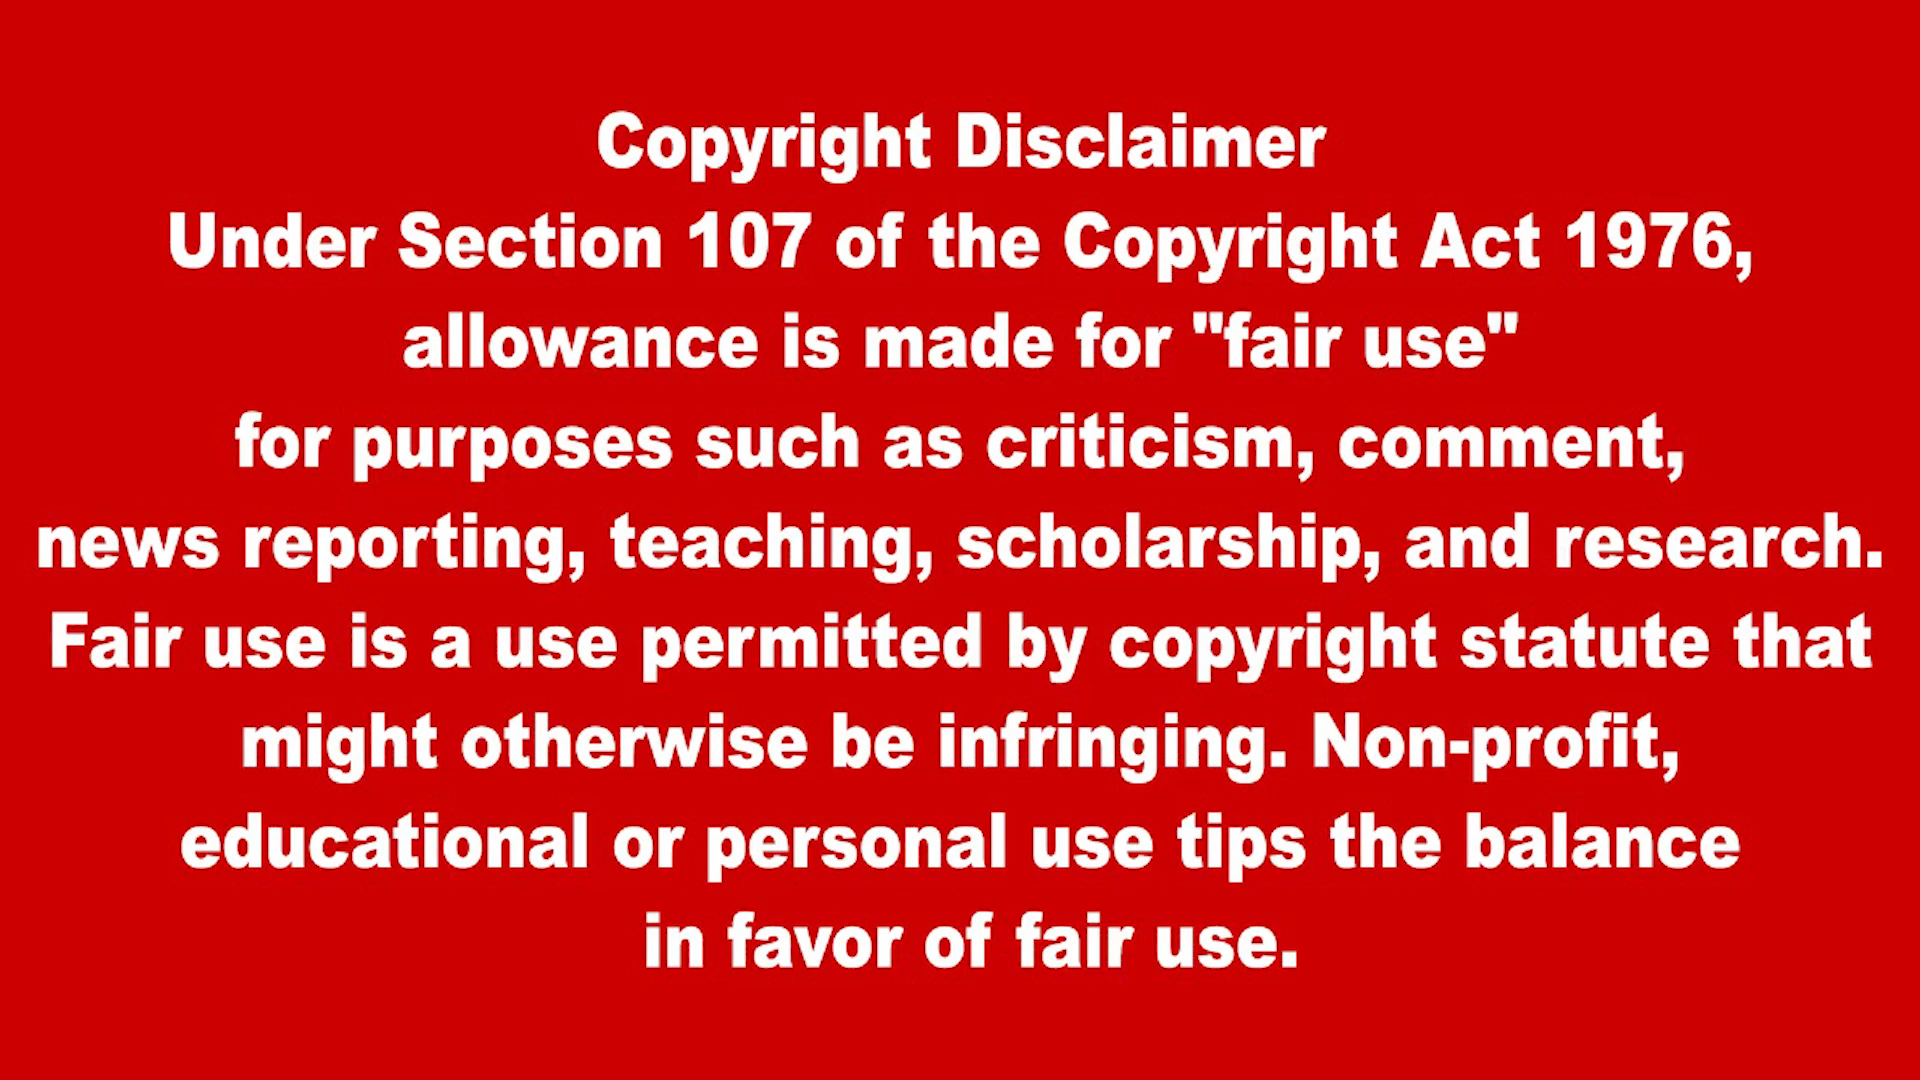 Copyright Disclaimer
Under Section 107 of the Copyright Act 1976,
allowance is made for "fair use"
for purposes such as criticism, comment,
news reporting, teaching, scholarship, and research.
Fair use is a use permitted by copyright statute that
might otherwise be infringing. Non-profit,
educational or personal use tips the balance
in favor of fair use.